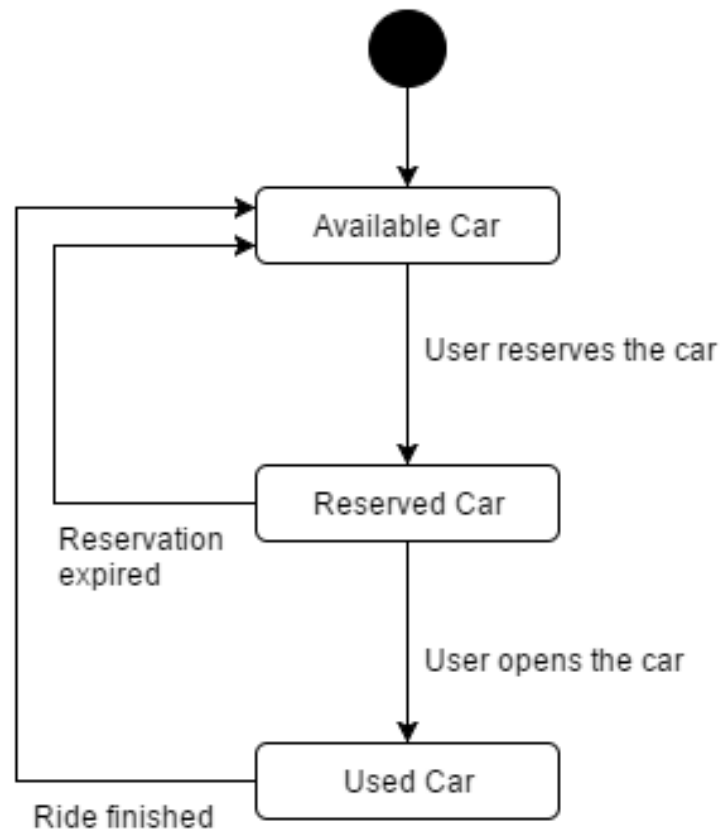 Available Car
User reserves the car
Reserved Car
Reservation
expired
User opens the car
Used Car
Ride finished